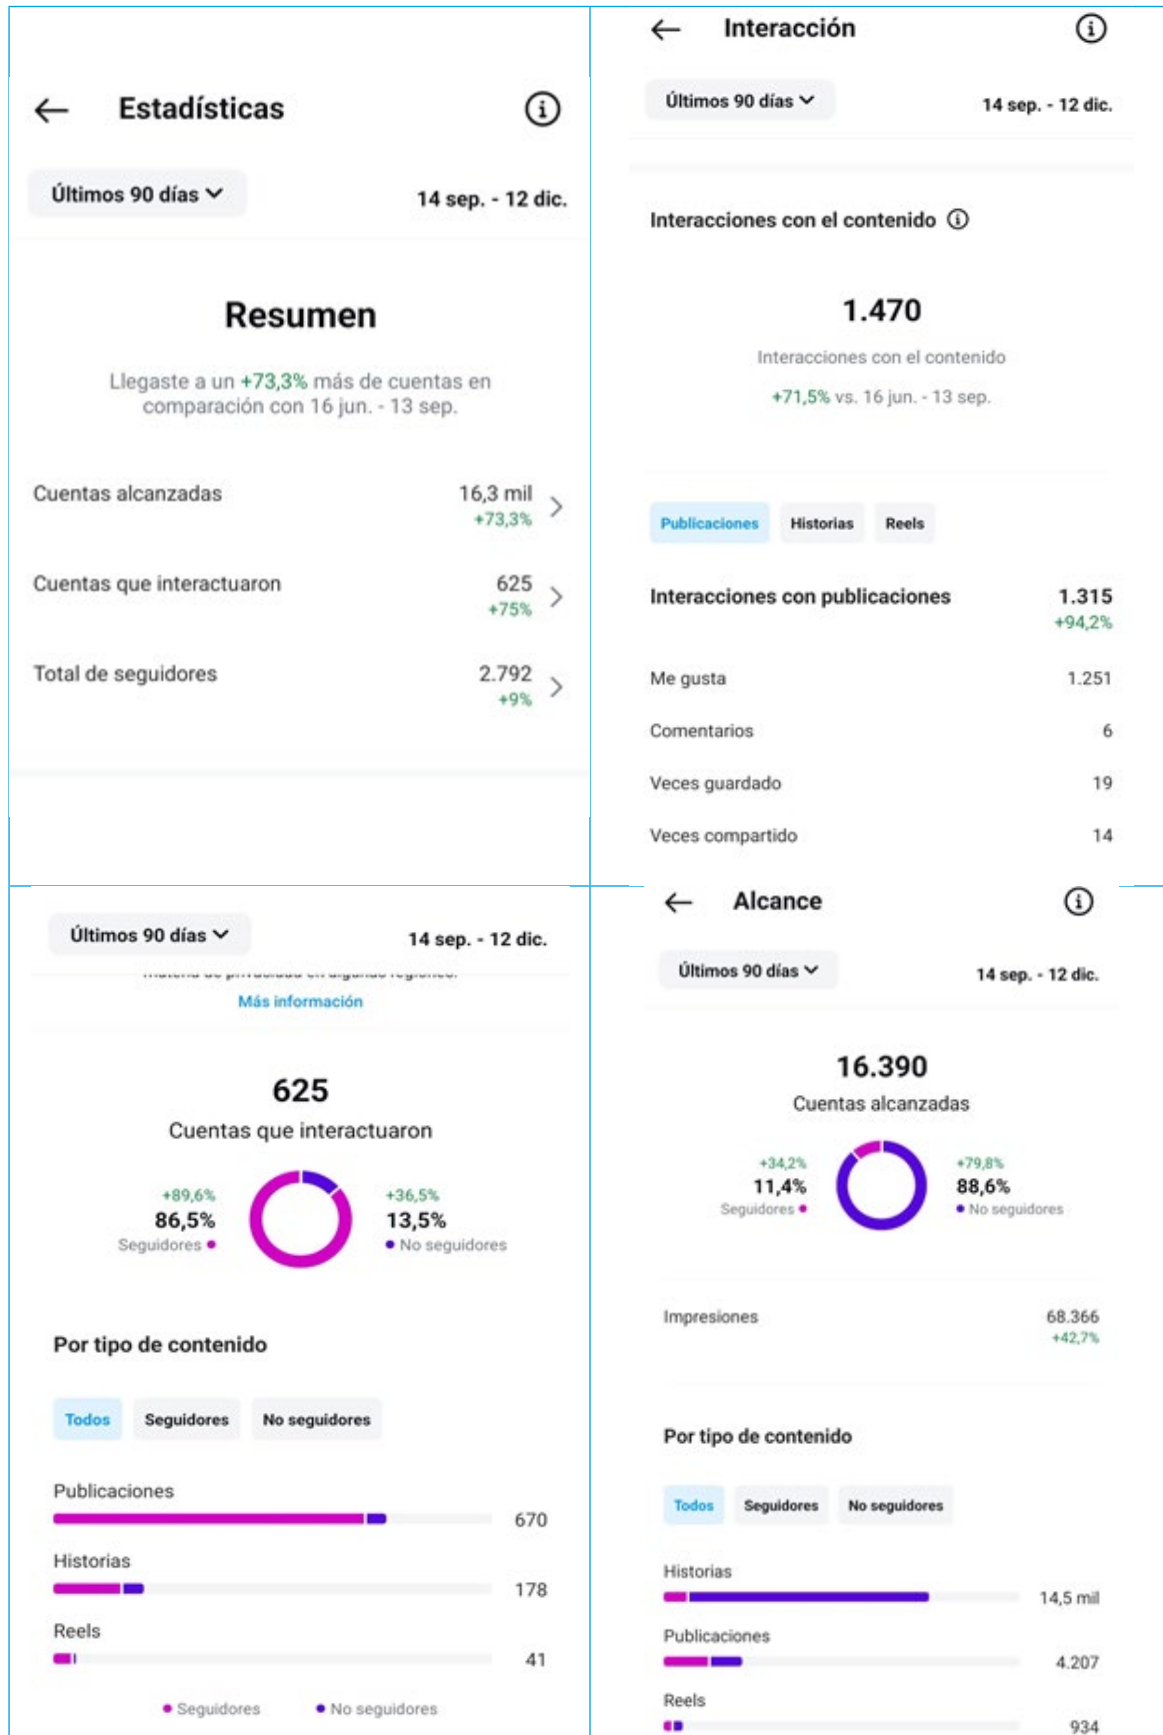 Estadísticas
Últimos 90 días
14 sep. - 12 dic.
Resumen
Llegaste a un +73,3% más de cuentas en
comparación con 16 jun. - 13 sep.
Cuentas alcanzadas
16,3 mil
+73,3%
Cuentas que interactuaron
625
+75%
Total de seguidores
2.792
+9%
Interacción
Últimos 90 días
14 sep. - 12 dic.
Interacciones con el contenido
1.470
Interacciones con el contenido
+71,5% vs. 16 jun. - 13 sep.
Publicaciones
Historias
Reels
Interacciones con publicaciones
1.315
+94,2%
Me gusta
1.251
Comentarios
6
Veces guardado
19
Veces compartido
14
Últimos 90 días
14 sep. - 12 dic.
materia de privacidad en algunas regiones.
Más información
625
Cuentas que interactuaron
+89,6%
86,5%
Seguidores
+36,5%
13,5%
No seguidores
Por tipo de contenido
Todos
Seguidores
No seguidores
Publicaciones
670
Historias
178
Reels
41
Seguidores
No seguidores
Alcance
Últimos 90 días
14 sep. - 12 dic.
16.390
Cuentas alcanzadas
+34,2%
11,4%
Seguidores
+79,8%
88,6%
No seguidores
Impresiones
68.366
+42,7%
Por tipo de contenido
Todos
Seguidores
No seguidores
Historias
14,5 mil
Publicaciones
4.207
Reels
934